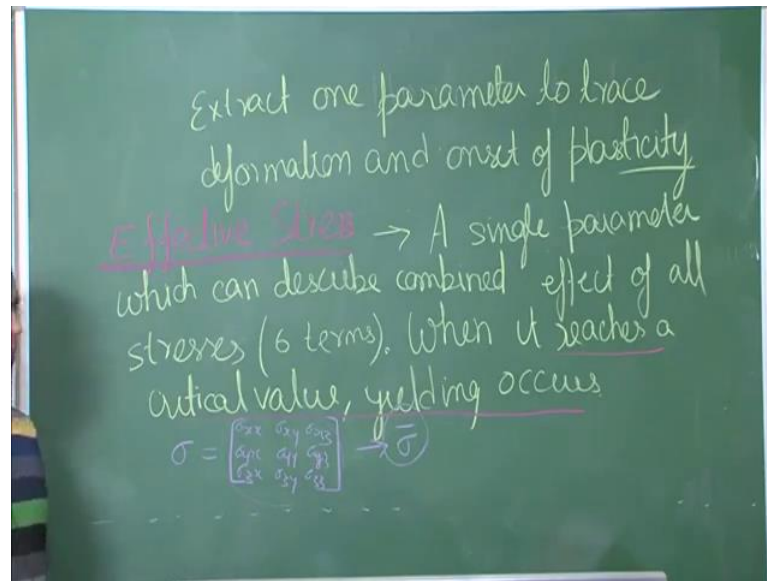 Extract one parameter to trace
deformation and onset of plasticity
Effective Stress → A single parameter
which can describe combined effect of all
stresses (6 terms). When it reaches a
critical value, yielding occurs
σ = [σxx σxy σxz
σyx σyy σyz
σzx σzy σzz] → σ̄